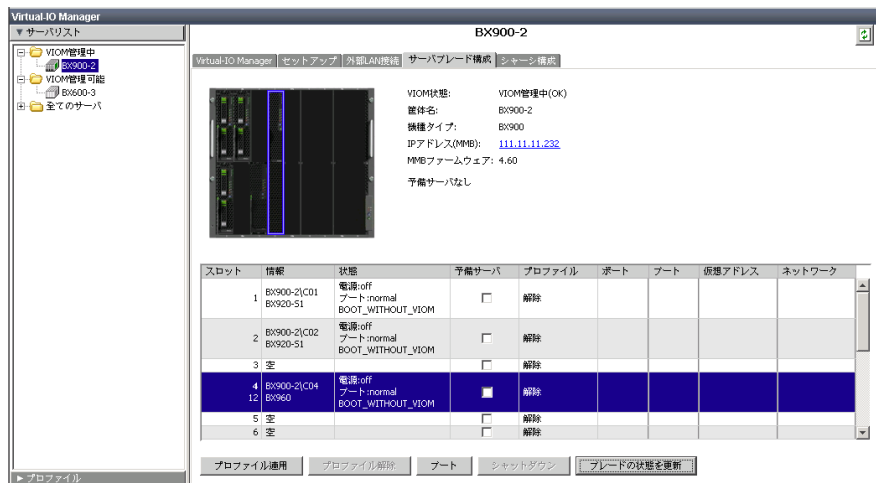 Virtual-IO Manager
▼ サーバリスト
VIOM管理中
BX900-2
VIOM管理可能
BX600-3
全てのサーバ
▶ プロファイル
BX900-2
Virtual-IO Manager セットアップ 外部LAN接続 サーバブレード構成 シャーシ構成
VIOM状態: VIOM管理中(OK)
筐体名: BX900-2
機種タイプ: BX900
IPアドレス(MMB): 111.11.11.232
MMBファームウェア: 4.60
予備サーバなし
スロット 情報 状態 予備サーバ プロファイル ポート ブート 仮想アドレス ネットワーク
電源:off
1 BX900-2\C01 ブート:normal 解除
BX920-S1 BOOT_WITHOUT_VIOM
電源:off
2 BX900-2\C02 ブート:normal 解除
BX920-S1 BOOT_WITHOUT_VIOM
3 空 解除
電源:off
4 BX900-2\C04 ブート:normal 解除
12 BX960 BOOT_WITHOUT_VIOM
5 空 解除
6 空 解除
プロファイル適用 プロファイル解除 ブート シャットダウン ブレードの状態を更新